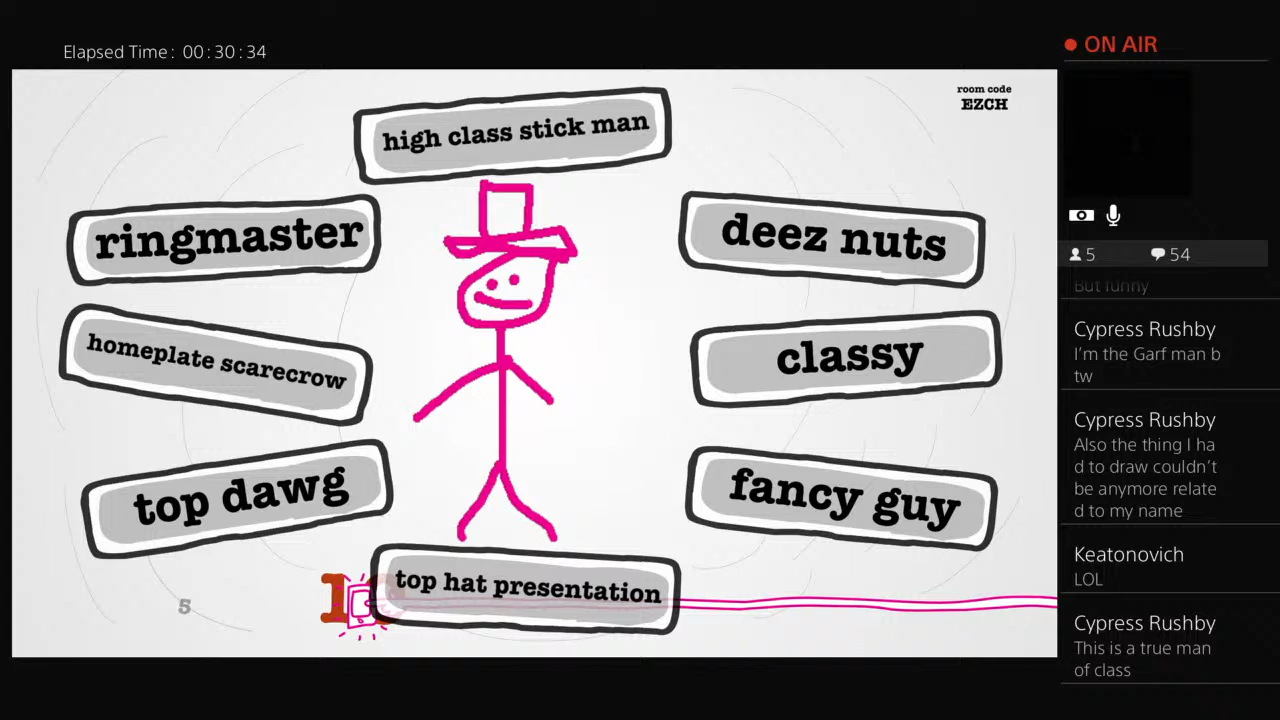 Elapsed Time: 00:30:34
ON AIR
room code
EZCH
high class stick man
ringmaster
deez nuts
homeplate scarecrow
classy
top dawg
fancy guy
top hat presentation
5
5
54
But funny
Cypress Rushby
I'm the Garf man b
tw
Cypress Rushby
Also the thing I ha
d to draw couldn't
be anymore relate
d to my name
Keatonovich
LOL
Cypress Rushby
This is a true man
of class